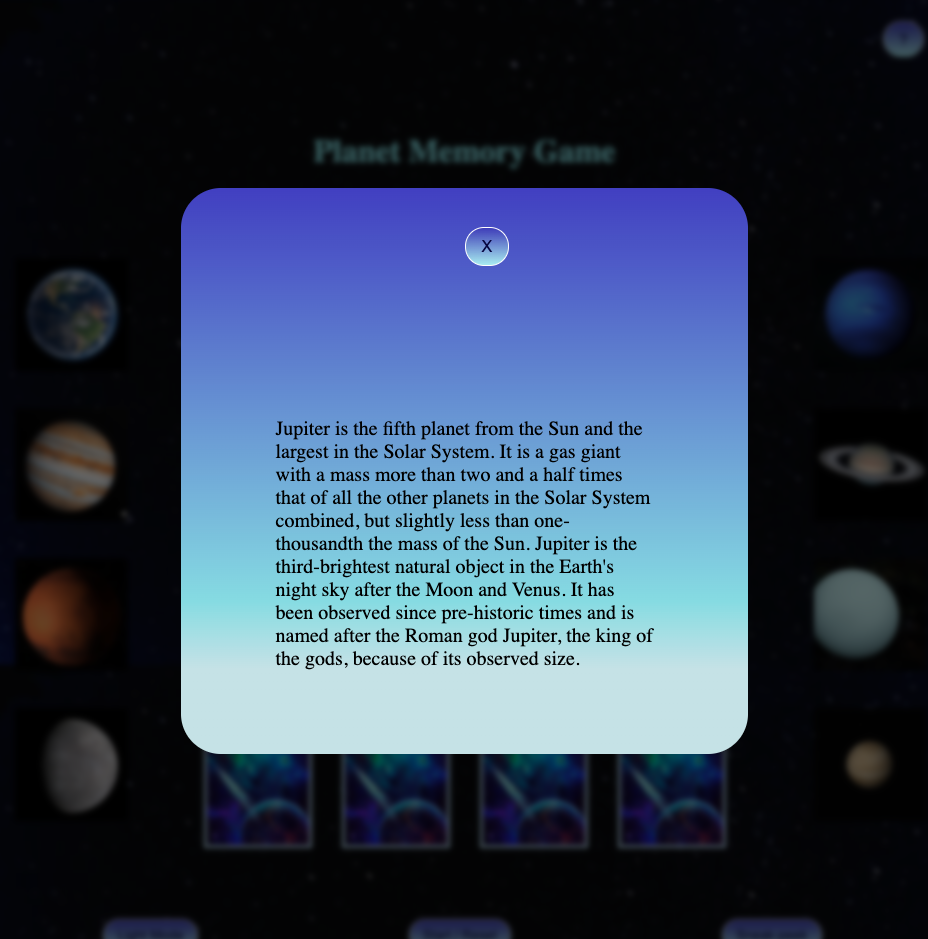 Planet Memory Game
X
Jupiter is the fifth planet from the Sun and the
largest in the Solar System. It is a gas giant
with a mass more than two and a half times
that of all the other planets in the Solar System
combined, but slightly less than one-
thousandth the mass of the Sun. Jupiter is the
third-brightest natural object in the Earth's
night sky after the Moon and Venus. It has
been observed since pre-historic times and is
named after the Roman god Jupiter, the king of
the gods, because of its observed size.